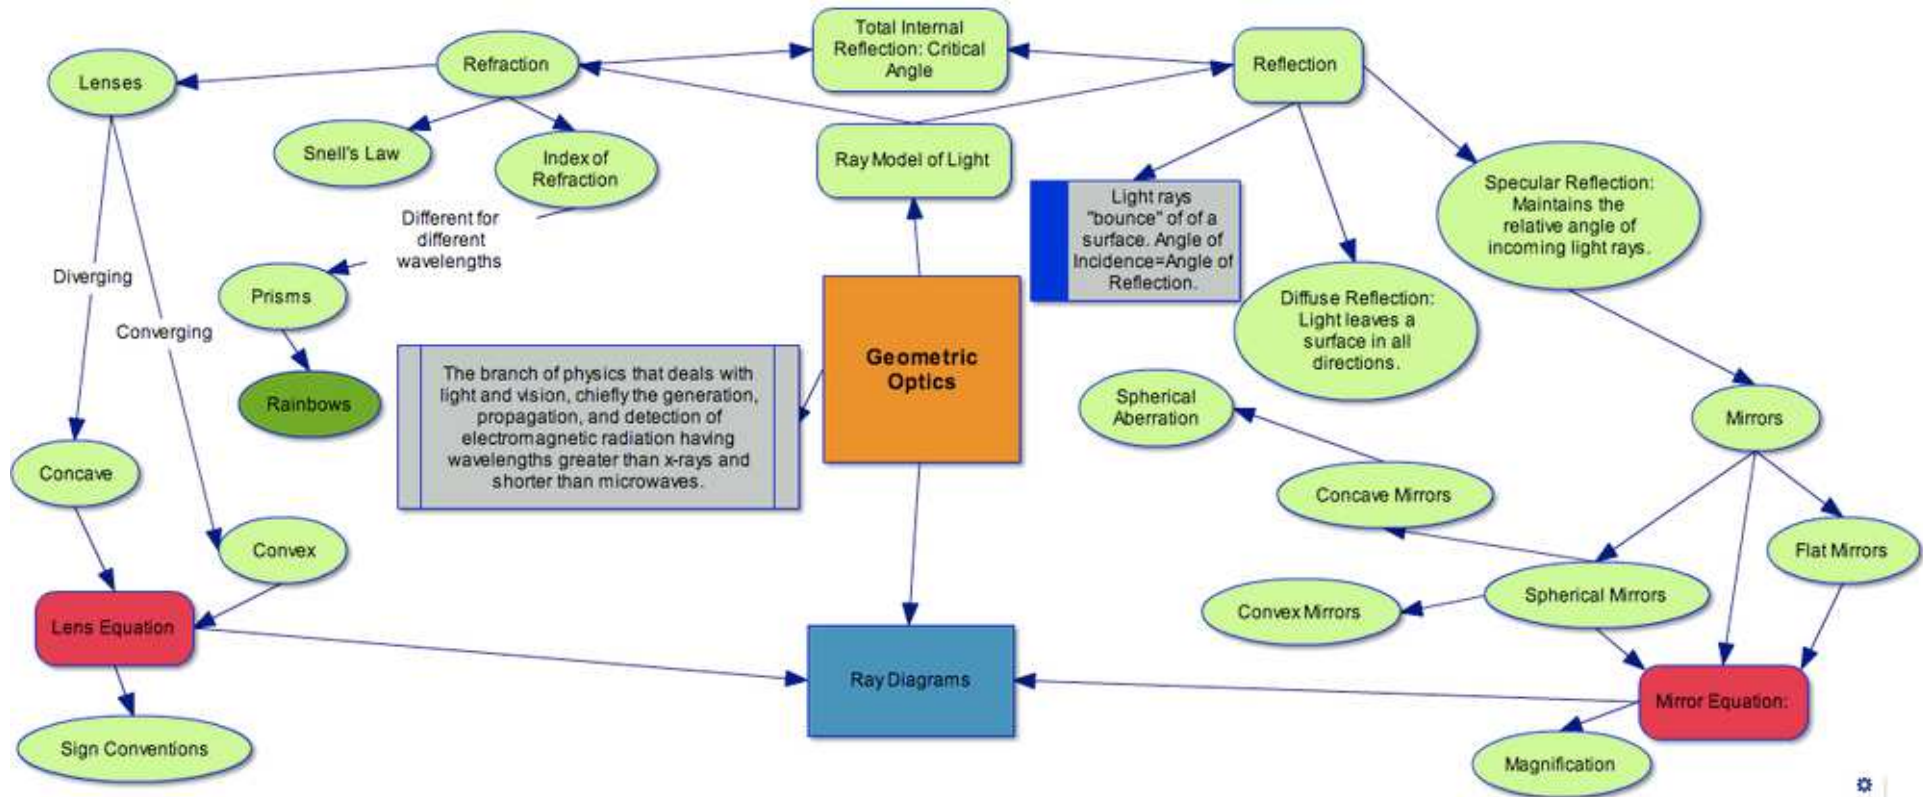 Total Internal
Reflection: Critical
Angle
Refraction
Reflection
Lenses
Snell's Law
Index of
Refraction
Ray Model of Light
Light rays
"bounce" of of a
surface. Angle of
Incidence=Angle of
Reflection.
Specular Reflection:
Maintains the
relative angle of
incoming light rays.
Different for
different
wavelengths
Diverging
Prisms
Converging
Diffuse Reflection:
Light leaves a
surface in all
directions.
Geometric
Optics
The branch of physics that deals with
light and vision, chiefly the generation,
propagation, and detection of
electromagnetic radiation having
wavelengths greater than x-rays and
shorter than microwaves.
Rainbows
Spherical
Aberration
Mirrors
Concave
Concave Mirrors
Convex
Flat Mirrors
Convex Mirrors
Spherical Mirrors
Lens Equation
Ray Diagrams
Mirror Equation:
Sign Conventions
Magnification